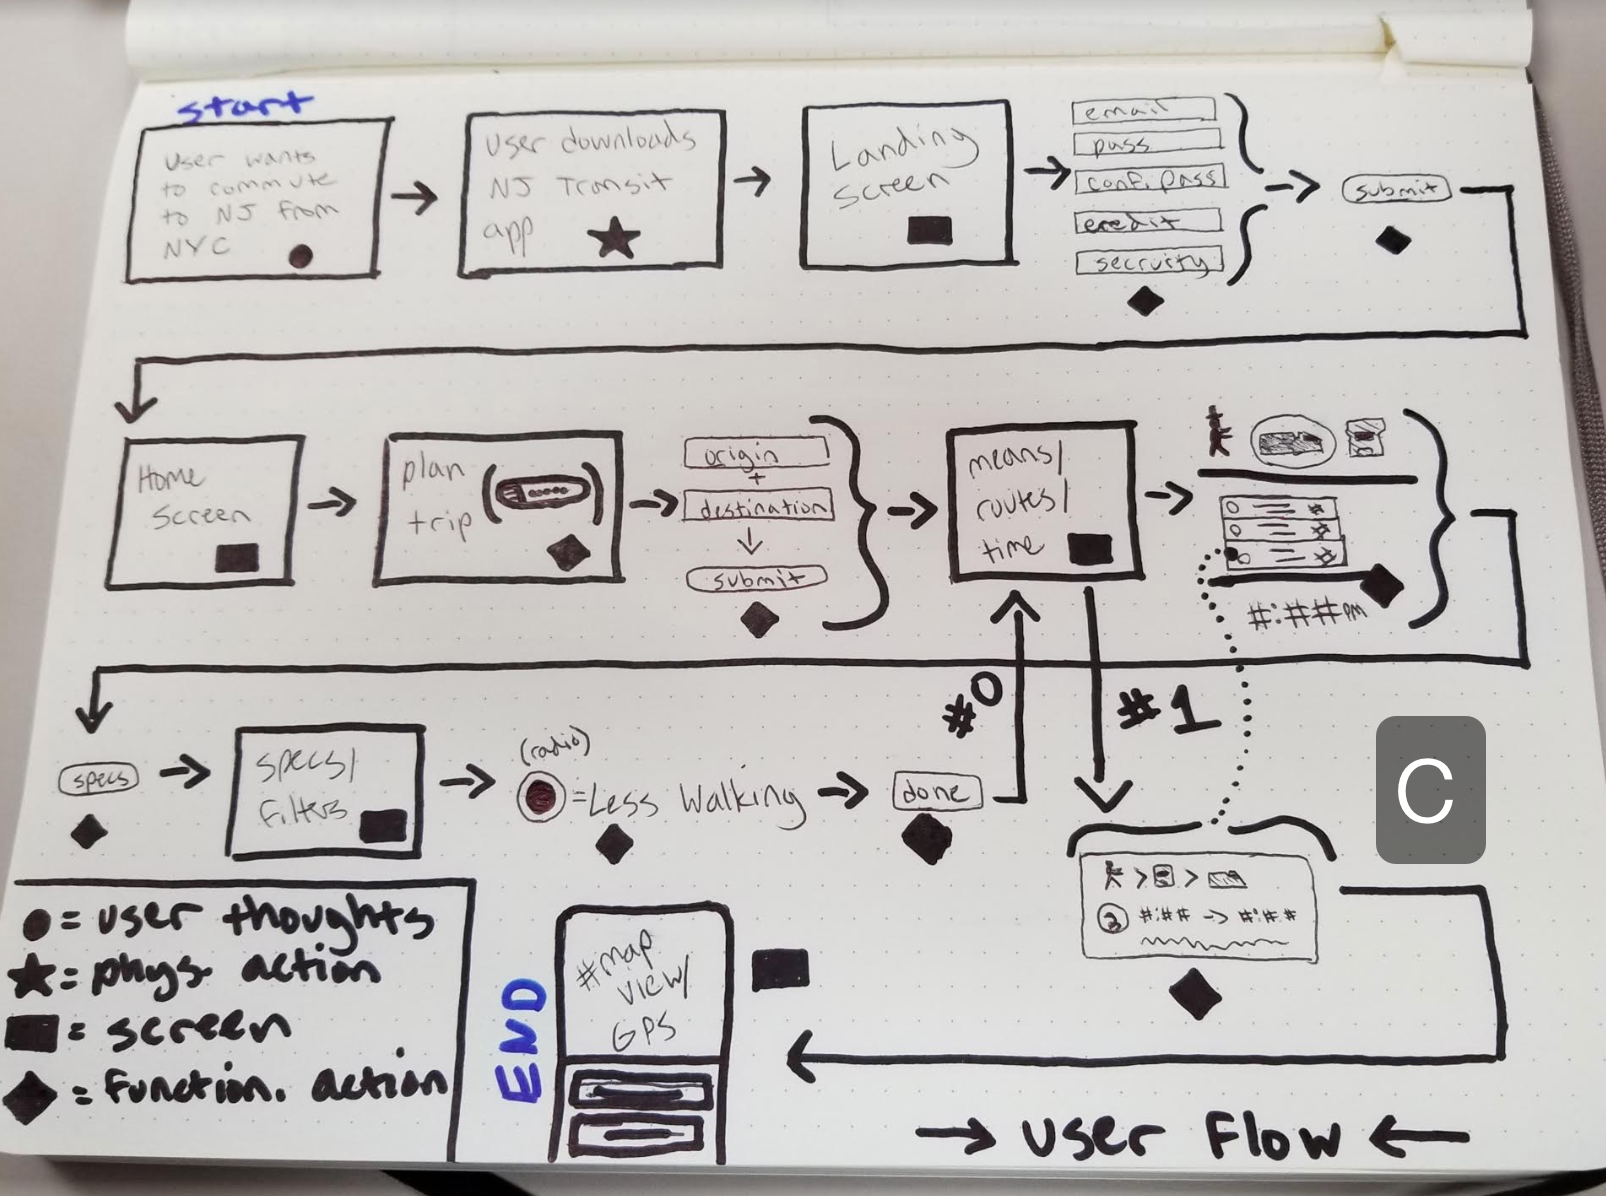 start
User wants
to commute
to NJ from
NYC
User downloads
NJ Transit
app
Landing
screen
email
pass
conf. pass
credit
secruity
submit
Home
screen
plan
trip
origin
+
destination
submit
means/
routes/
time
#:##PM
#0
#1
specs
specs/
filters
(radio)
= Less Walking
done
C
> >
2 #:## → #:##
= user thoughts
= phys. action
= screen
= function. action
END
#map
view/
GPS
→ user flow ←